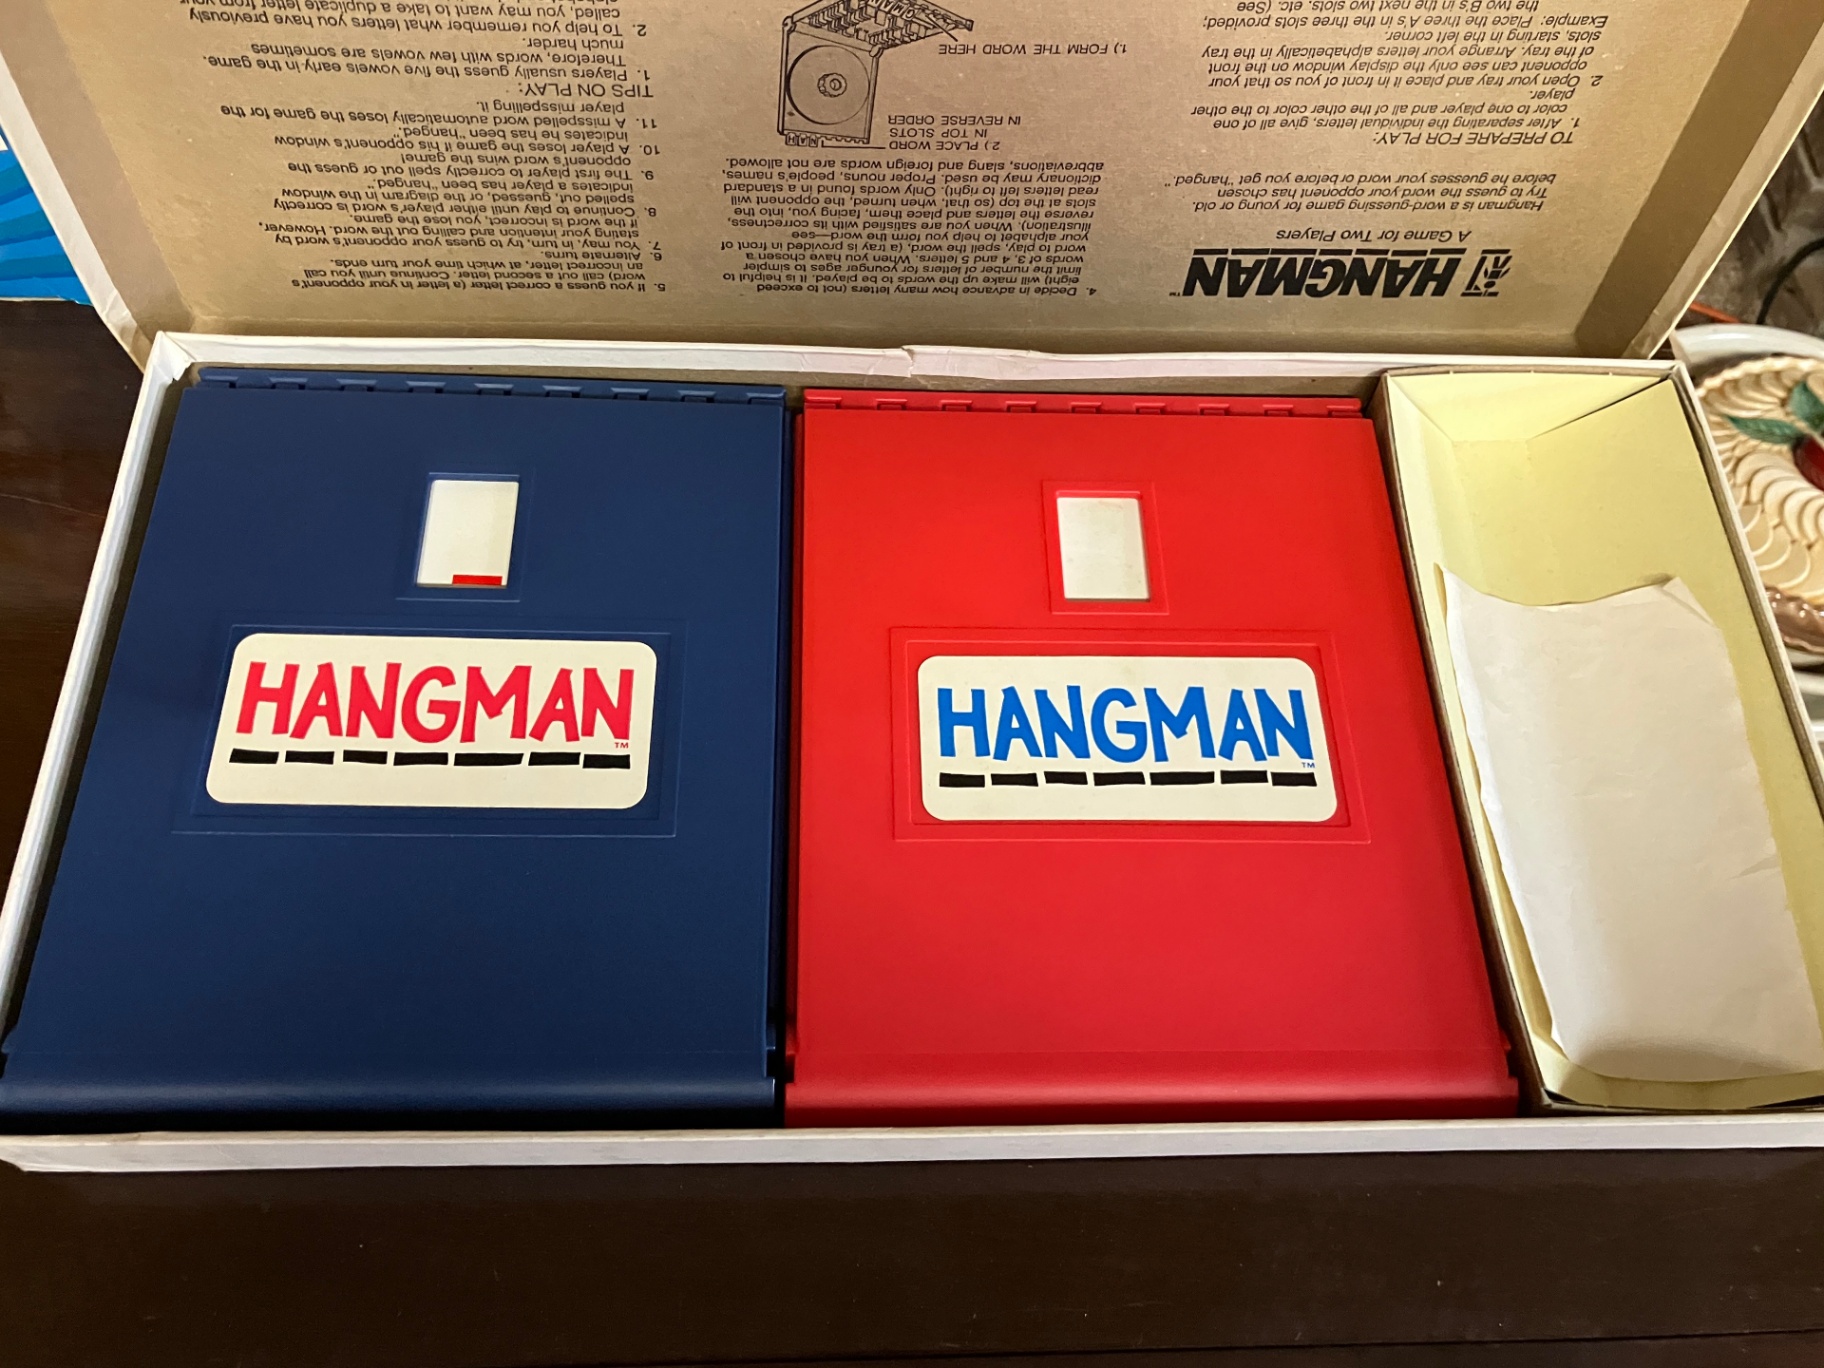 HANGMAN™
A Game for Two Players
Hangman is a word-guessing game for young or old.
Try to guess the word your opponent has chosen
before he guesses your word or before you get "hanged."
TO PREPARE FOR PLAY:
1. After separating the individual letters, give all of one
color to one player and all of the other color to the other
player.
2. Open your tray and place it in front of you so that your
opponent can see only the display window on the front
of the tray. Arrange your letters alphabetically in the tray
slots, starting in the left corner.
Example: Place the three A's in the three slots provided;
the two B's in the next two slots, etc. (See
1.) FORM THE WORD HERE
2.) PLACE WORD
IN TOP SLOTS
IN REVERSE ORDER
4. Decide in advance how many letters (not to exceed
eight) will make up the words to be played. It is helpful to
limit the number of letters for younger ages to simpler
words of 3, 4 and 5 letters. When you have chosen a
word to play, spell the word, (a tray is provided in front of
your alphabet to help you form the word—see
illustration). When you are satisfied with its correctness,
reverse the letters and place them, facing you, into the
slots at the top (so that, when turned, the opponent will
read letters left to right). Only words found in a standard
dictionary may be used. Proper nouns, people's names,
abbreviations, slang and foreign words are not allowed.
5. If you guess a correct letter (a letter in your opponent's
word) call out a second letter. Continue until you call
an incorrect letter, at which time your turn ends.
6. Alternate turns.
7. You may, in turn, try to guess your opponent's word by
stating your intention and calling out the word. However,
if the word is incorrect, you lose the game.
8. Continue to play until either player's word is correctly
spelled out, guessed, or the diagram in the window
indicates a player has been "hanged."
9. The first player to correctly spell out or guess the
opponent's word wins the game!
10. A player loses the game if his opponent's window
indicates he has been "hanged."
11. A misspelled word automatically loses the game for the
player misspelling it.
TIPS ON PLAY:
1. Players usually guess the five vowels early in the game.
Therefore, words with few vowels are sometimes
much harder.
2. To help you remember what letters you have previously
called, you may want to take a duplicate letter from your
HANGMAN™
HANGMAN™